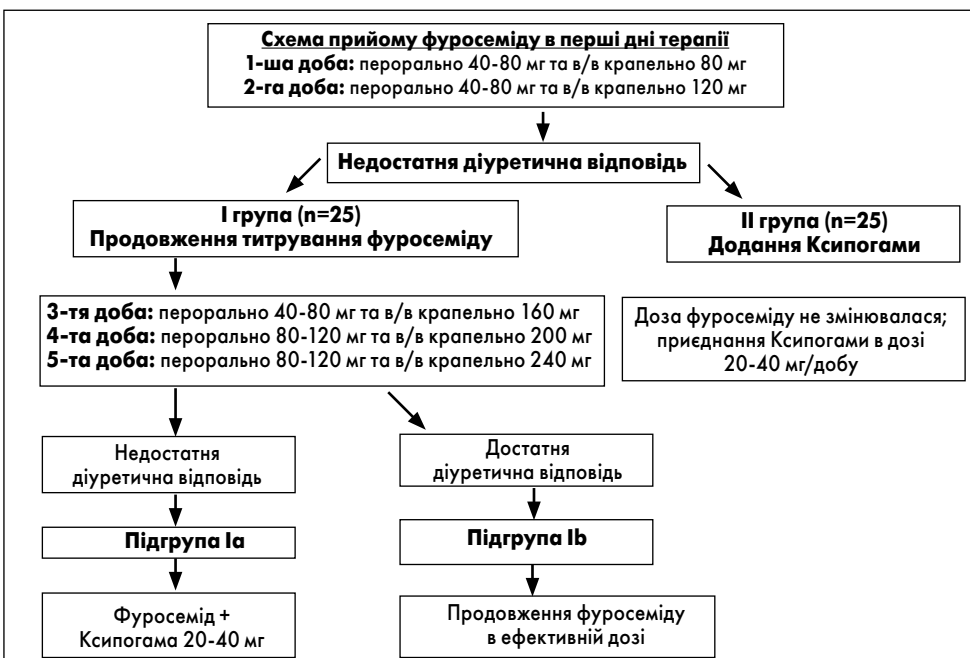 Схема прийому фуросеміду в перші дні терапії
1-ша доба: перорально 40-80 мг та в/в крапельно 80 мг
2-га доба: перорально 40-80 мг та в/в крапельно 120 мг
Недостатня діуретична відповідь
I група (n=25)
Продовження титрування фуросеміду
II група (n=25)
Додання Ксипогами
3-тя доба: перорально 40-80 мг та в/в крапельно 160 мг
4-та доба: перорально 80-120 мг та в/в крапельно 200 мг
5-та доба: перорально 80-120 мг та в/в крапельно 240 мг
Доза фуросеміду не змінювалася;
приєднання Ксипогами в дозі
20-40 мг/добу
Недостатня
діуретична відповідь
Достатня
діуретична відповідь
Підгрупа Ia
Підгрупа Ib
Фуросемід +
Ксипогама 20-40 мг
Продовження фуросеміду
в ефективній дозі